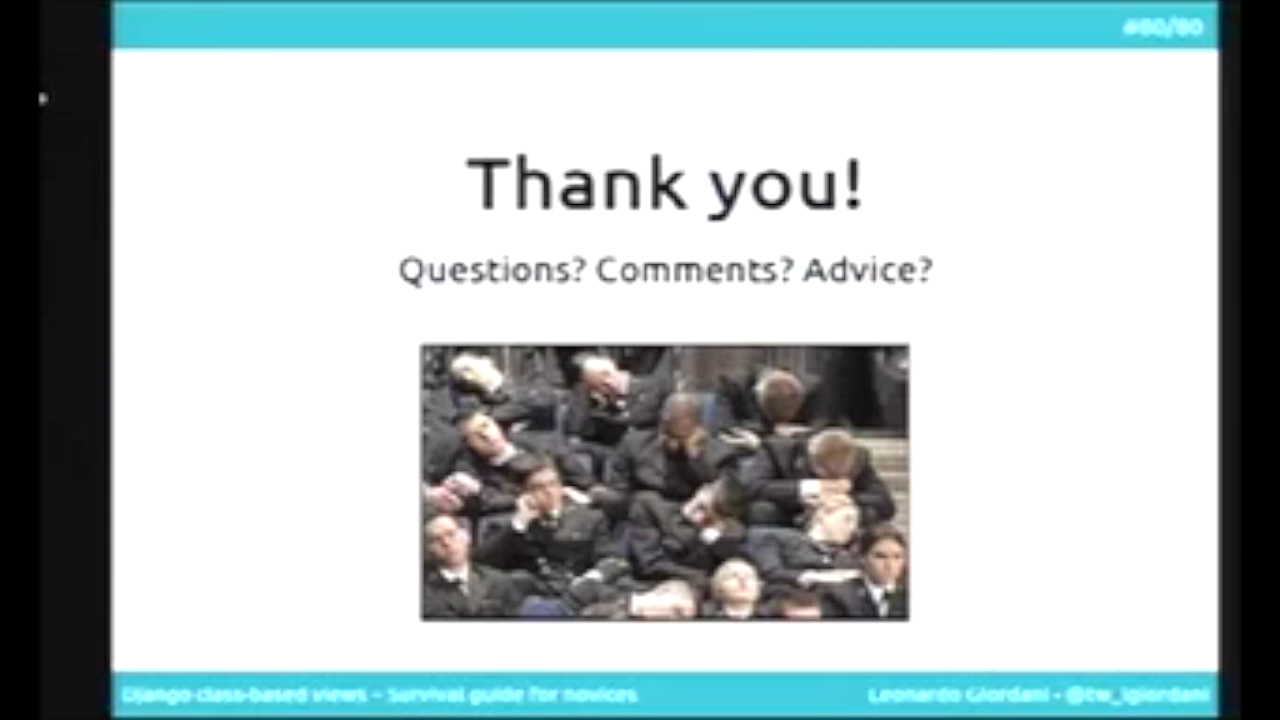 #80/80
Thank you!
Questions? Comments? Advice?
Django class-based views - Survival guide for novices
Leonardo Giordani - @tw_lgiordani